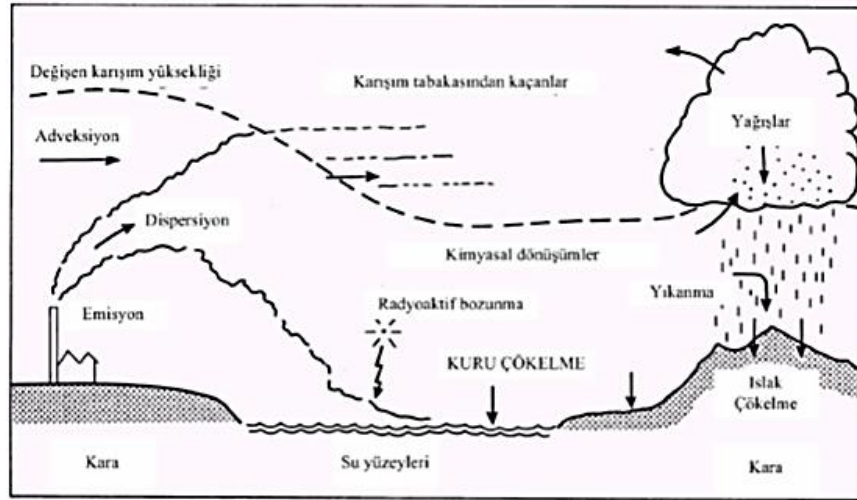 Değişen karışım yüksekliği
Karışım tabakasından kaçanlar
Yağışlar
Adveksiyon
Dispersiyon
Kimyasal dönüşümler
Yıkanma
Radyoaktif bozunma
Emisyon
KURU ÇÖKELME
Islak
Çökelme
Kara
Su yüzeyleri
Kara